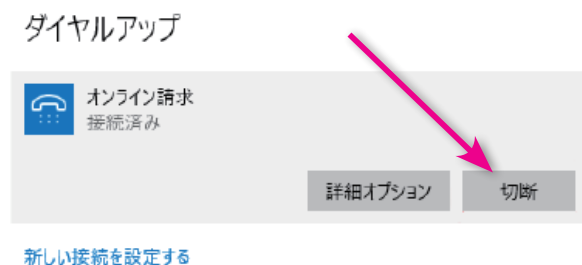 ダイヤルアップ
オンライン請求
接続済み
詳細オプション
切断
新しい接続を設定する